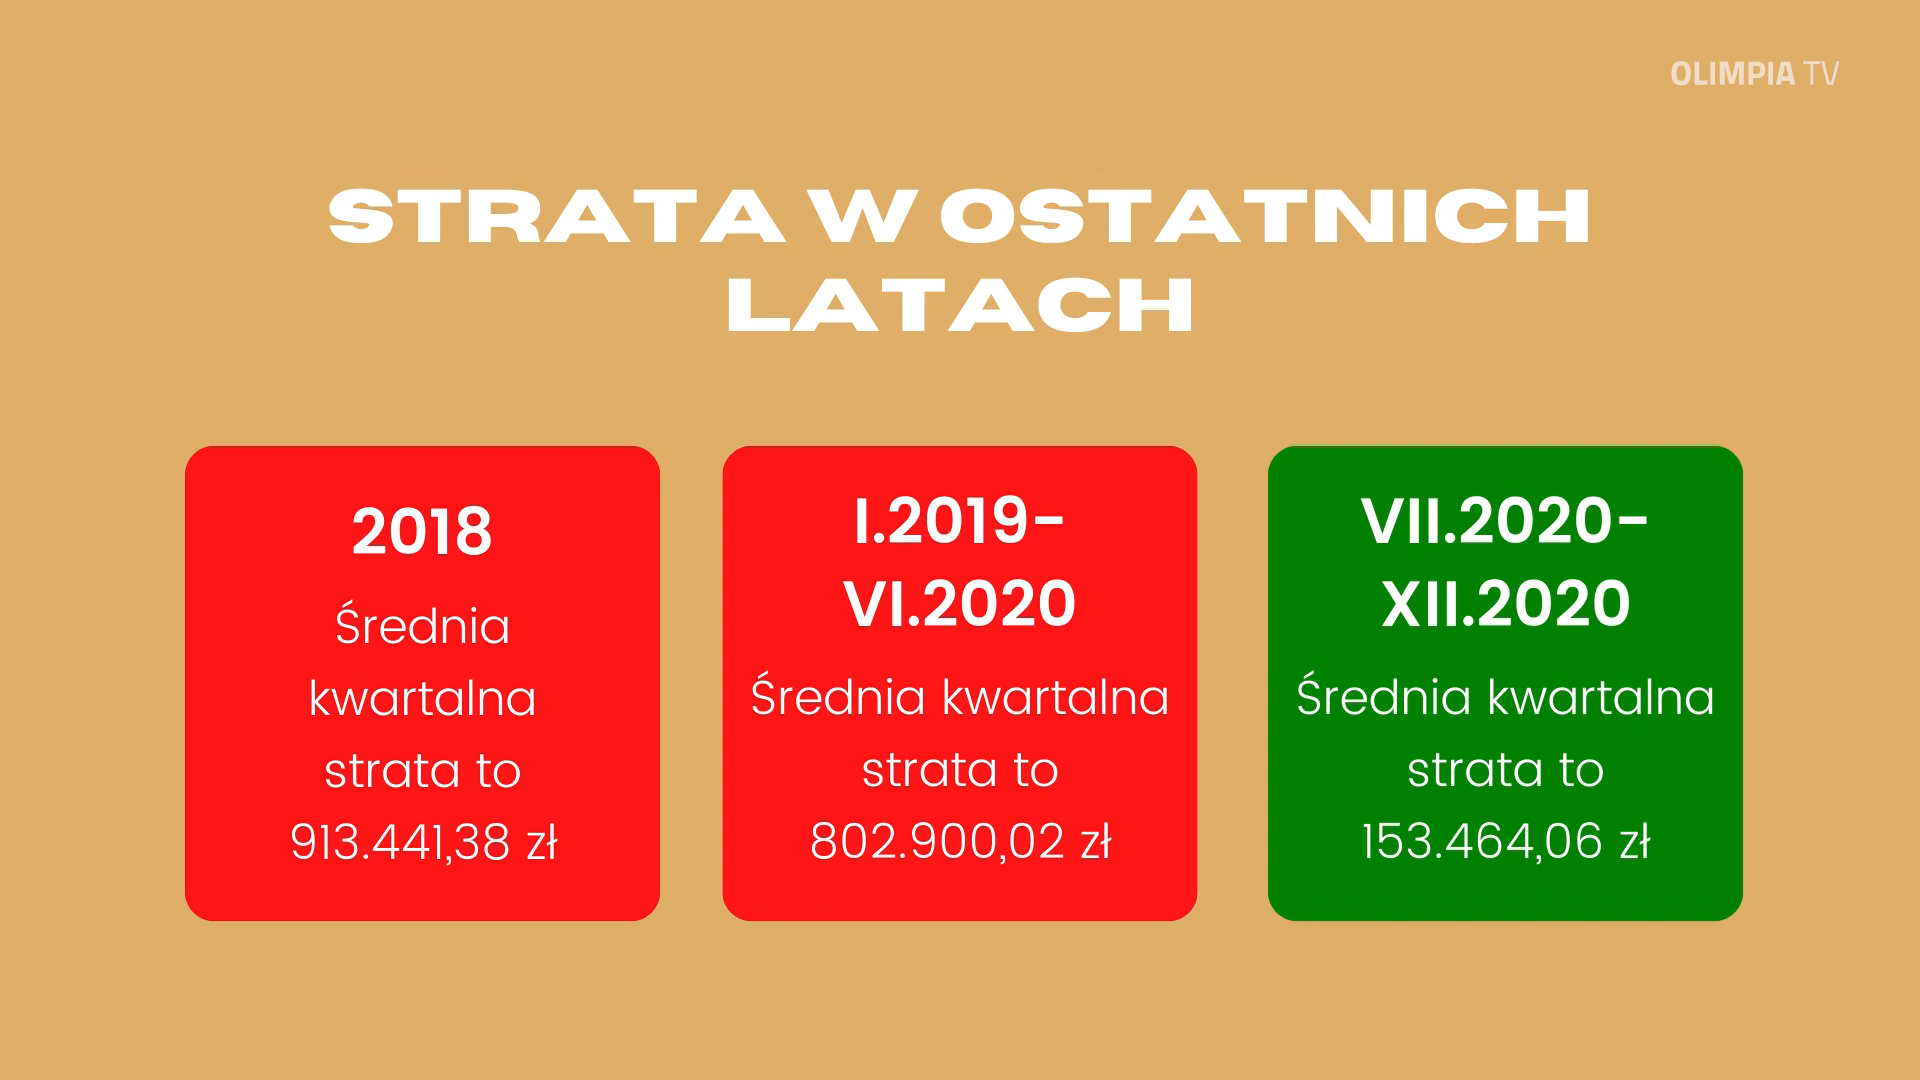 OLIMPIA TV
STRATA W OSTATNICH
LATACH
2018
Średnia
kwartalna
strata to
913.441,38 zł
I.2019-
VI.2020
Średnia kwartalna
strata to
802.900,02 zł
VII.2020-
XII.2020
Średnia kwartalna
strata to
153.464,06 zł